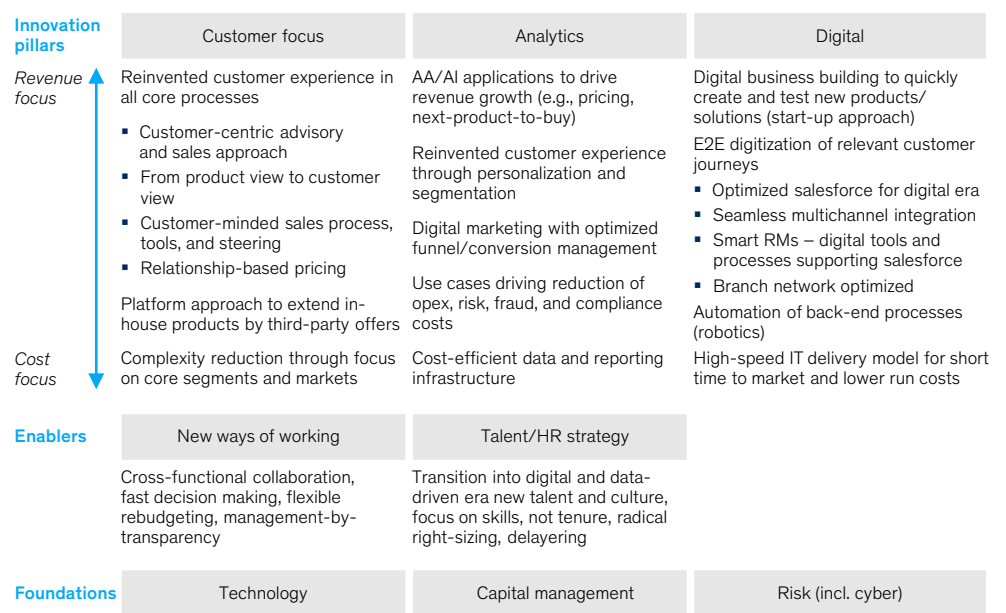 Innovation
pillars
Customer focus
Analytics
Digital
Revenue
focus
Reinvented customer experience in
all core processes
▪ Customer-centric advisory
and sales approach
▪ From product view to customer
view
▪ Customer-minded sales process,
tools, and steering
▪ Relationship-based pricing
Platform approach to extend in-
house products by third-party offers
Cost
focus
Complexity reduction through focus
on core segments and markets
AA/AI applications to drive
revenue growth (e.g., pricing,
next-product-to-buy)
Reinvented customer experience
through personalization and
segmentation
Digital marketing with optimized
funnel/conversion management
Use cases driving reduction of
opex, risk, fraud, and compliance
costs
Cost-efficient data and reporting
infrastructure
Digital business building to quickly
create and test new products/
solutions (start-up approach)
E2E digitization of relevant customer
journeys
▪ Optimized salesforce for digital era
▪ Seamless multichannel integration
▪ Smart RMs – digital tools and
processes supporting salesforce
▪ Branch network optimized
Automation of back-end processes
(robotics)
High-speed IT delivery model for short
time to market and lower run costs
Enablers
New ways of working
Talent/HR strategy
Cross-functional collaboration,
fast decision making, flexible
rebudgeting, management-by-
transparency
Transition into digital and data-
driven era new talent and culture,
focus on skills, not tenure, radical
right-sizing, delayering
Foundations
Technology
Capital management
Risk (incl. cyber)